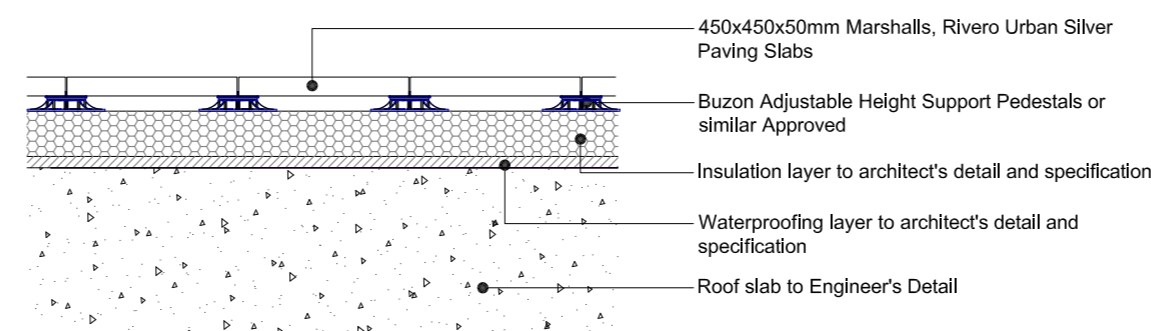 450x450x50mm Marshalls, Rivero Urban Silver
Paving Slabs
Buzon Adjustable Height Support Pedestals or
similar Approved
Insulation layer to architect's detail and specification
Waterproofing layer to architect's detail and
specification
Roof slab to Engineer's Detail